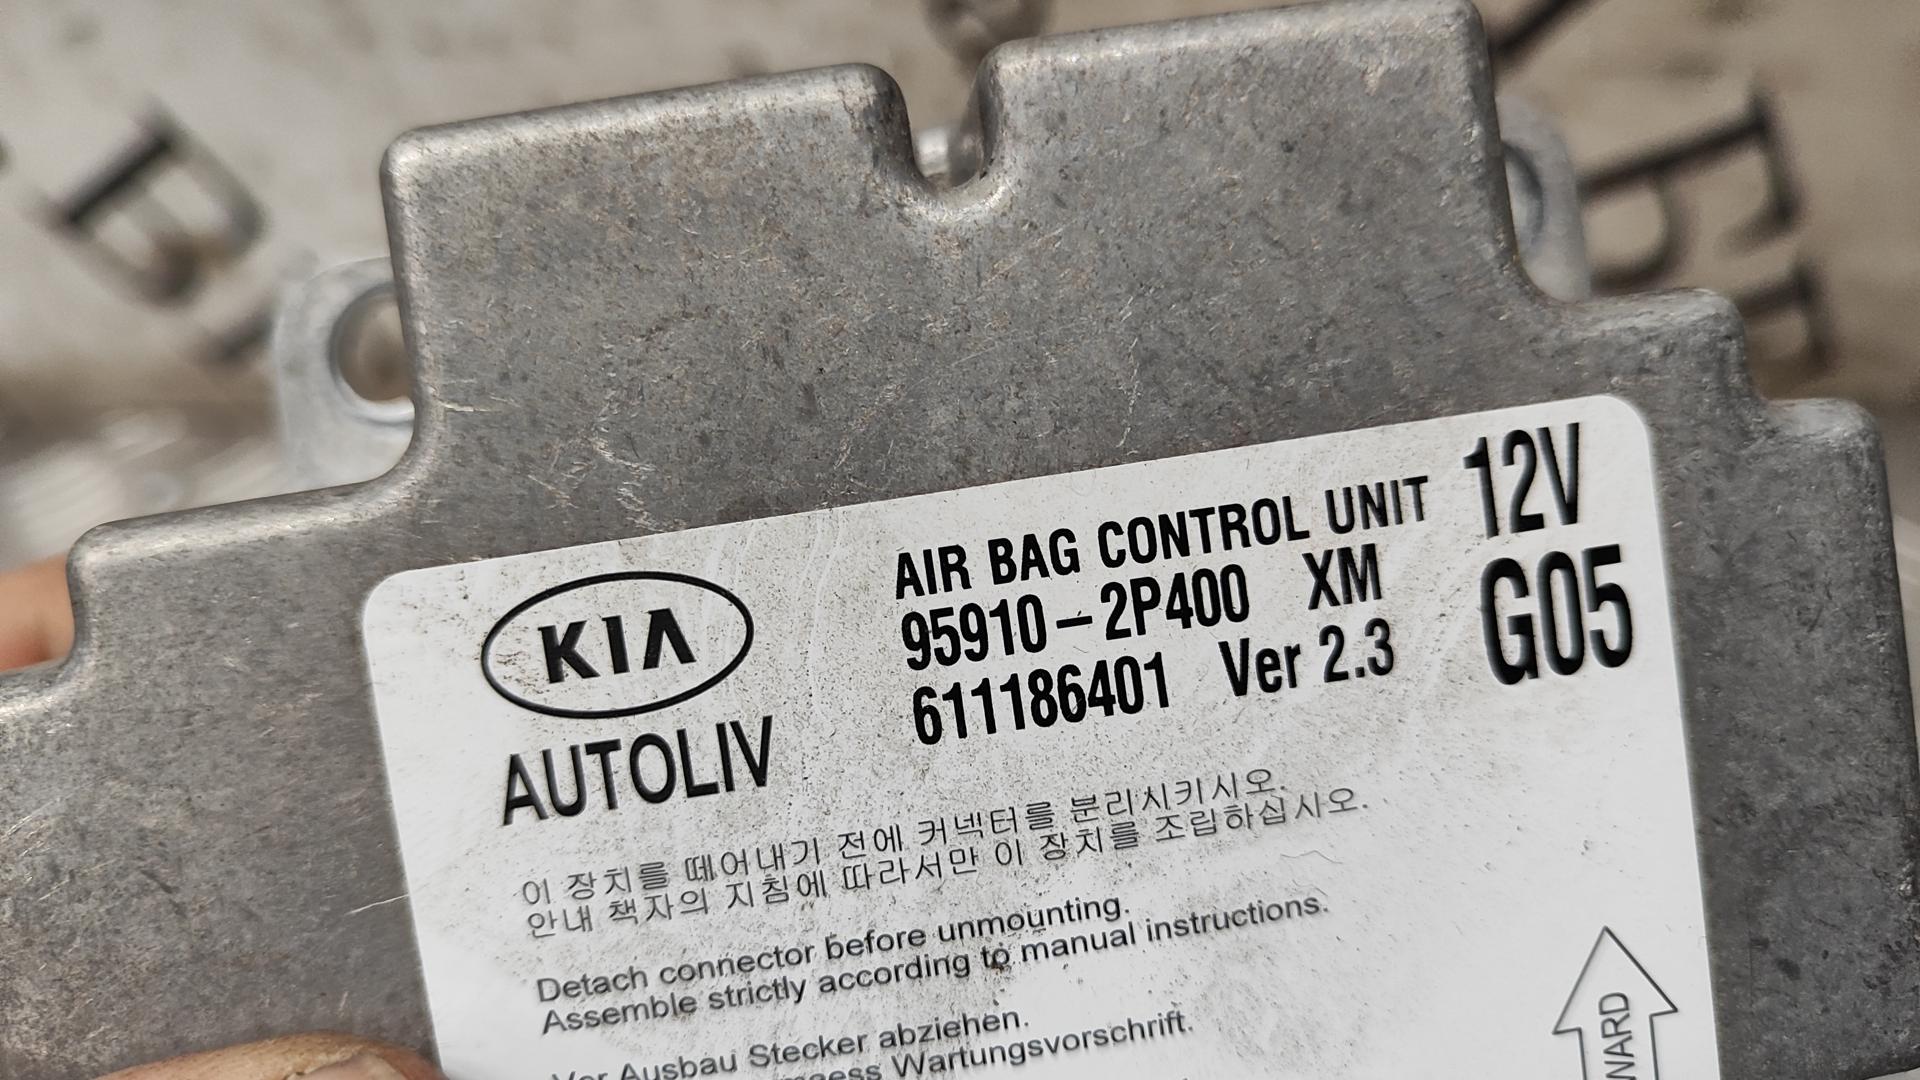 KIA
AUTOLIV
AIR BAG CONTROL UNIT
95910-2P400 XM
611186401 Ver 2.3
12V
G05
이 장치를 떼어내기 전에 커넥터를 분리시키시오.
안내 책자의 지침에 따라서만 이 장치를 조립하십시오.
Detach connector before unmounting.
Assemble strictly according to manual instructions.
Vor Ausbau Stecker abziehen.
Wartungsvorschrift.